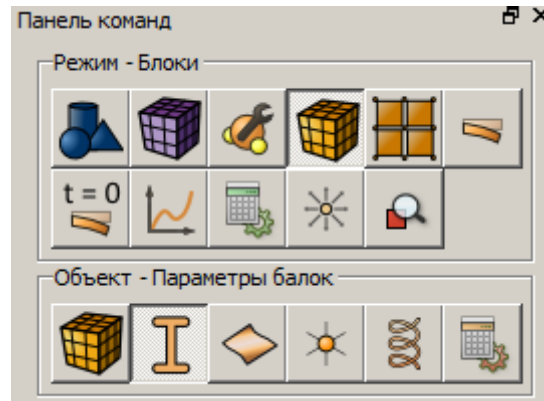 Панель команд
Режим - Блоки
t = 0
Объект - Параметры балок